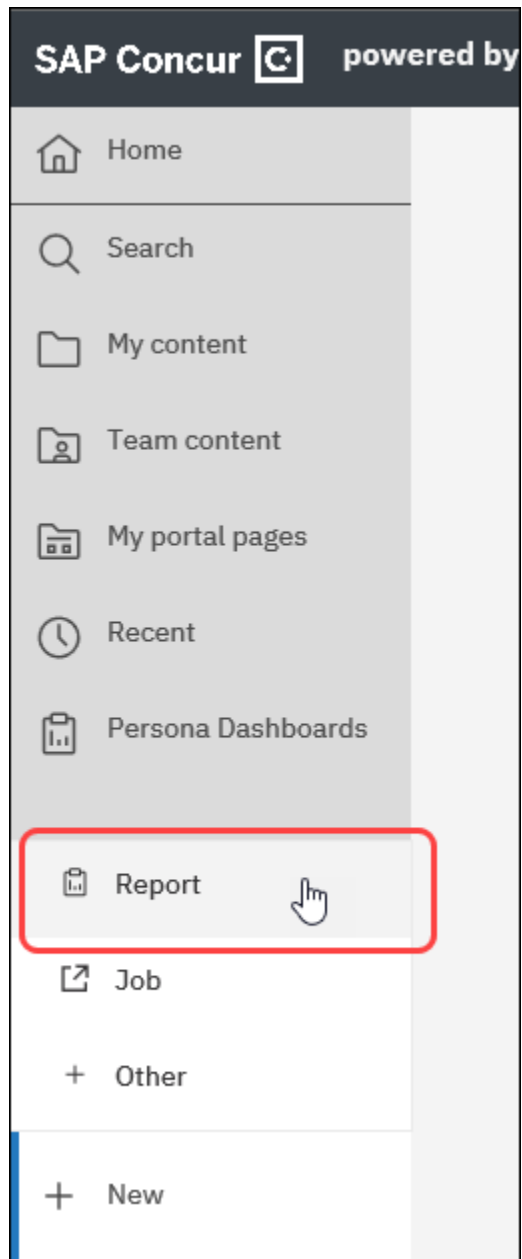 SAP Concur C powered by
Home
Search
My content
Team content
My portal pages
Recent
Persona Dashboards
Report
Job
Other
New